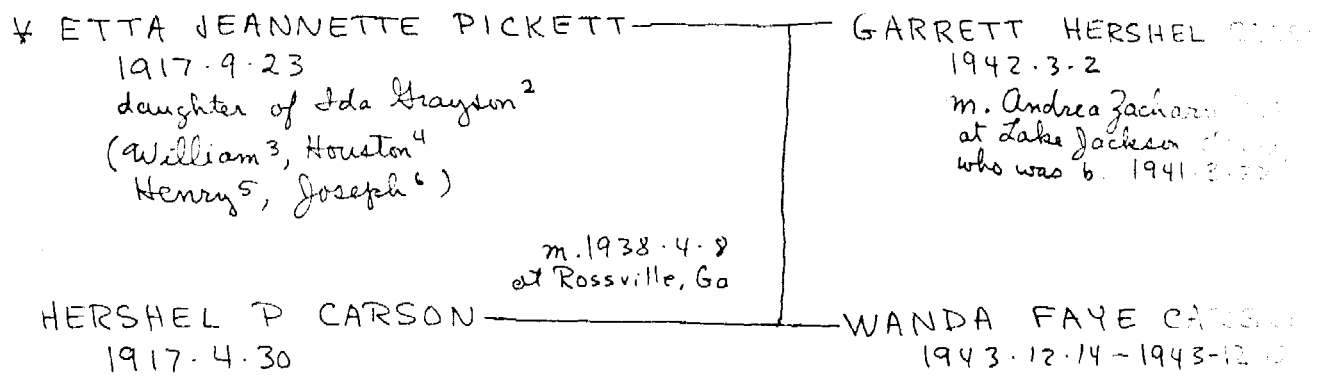 ¥ ETTA JEANNETTE PICKETT
1917.9.23
daughter of Ida Grayson²
(William³, Houston⁴
Henry⁵, Joseph⁶)
m.1938.4.8
at Rossville, Ga
HERSHEL P CARSON
1917.4.30
GARRETT HERSHEL
1942.3.2
m. Andrea
at Lake Jackson
who was b. 1941
WANDA FAYE
1943.12.14-1943-12